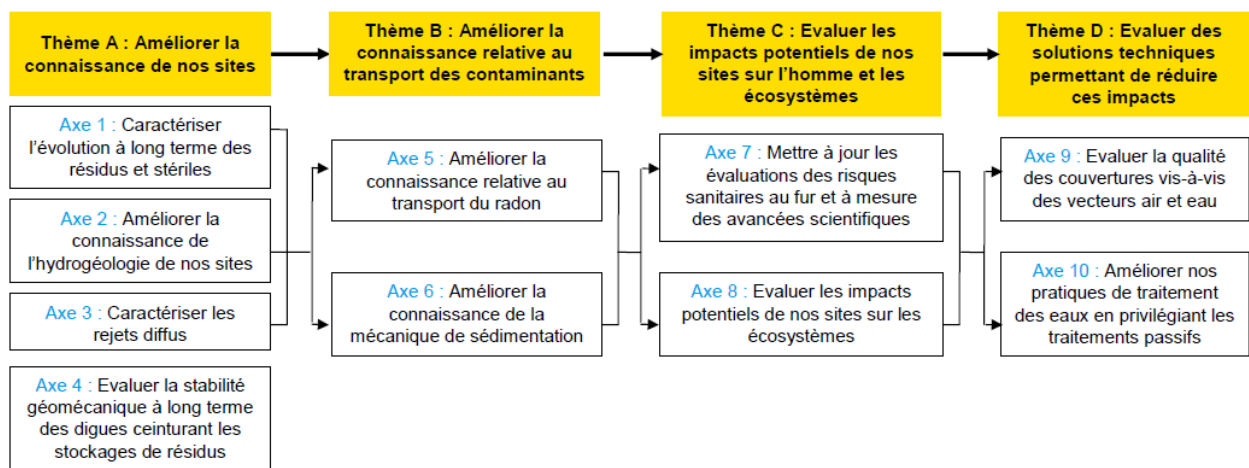 Thème A : Améliorer la
connaissance de nos sites
Thème B : Améliorer la
connaissance relative au
transport des contaminants
Thème C : Evaluer les
impacts potentiels de nos
sites sur l'homme et les
écosystèmes
Thème D : Evaluer des
solutions techniques
permettant de réduire
ces impacts
Axe 1 : Caractériser
l'évolution à long terme des
résidus et stériles
Axe 2 : Améliorer la
connaissance de
l'hydrogéologie de nos sites
Axe 3 : Caractériser les
rejets diffus
Axe 4 : Evaluer la stabilité
géomécanique à long terme
des digues ceinturant les
stockages de résidus
Axe 5 : Améliorer la
connaissance relative au
transport du radon
Axe 6 : Améliorer la
connaissance de la
mécanique de sédimentation
Axe 7 : Mettre à jour les
évaluations des risques
sanitaires au fur et à mesure
des avancées scientifiques
Axe 8 : Evaluer les impacts
potentiels de nos sites sur les
écosystèmes
Axe 9 : Evaluer la qualité
des couvertures vis-à-vis
des vecteurs air et eau
Axe 10 : Améliorer nos
pratiques de traitement
des eaux en privilégiant les
traitements passifs